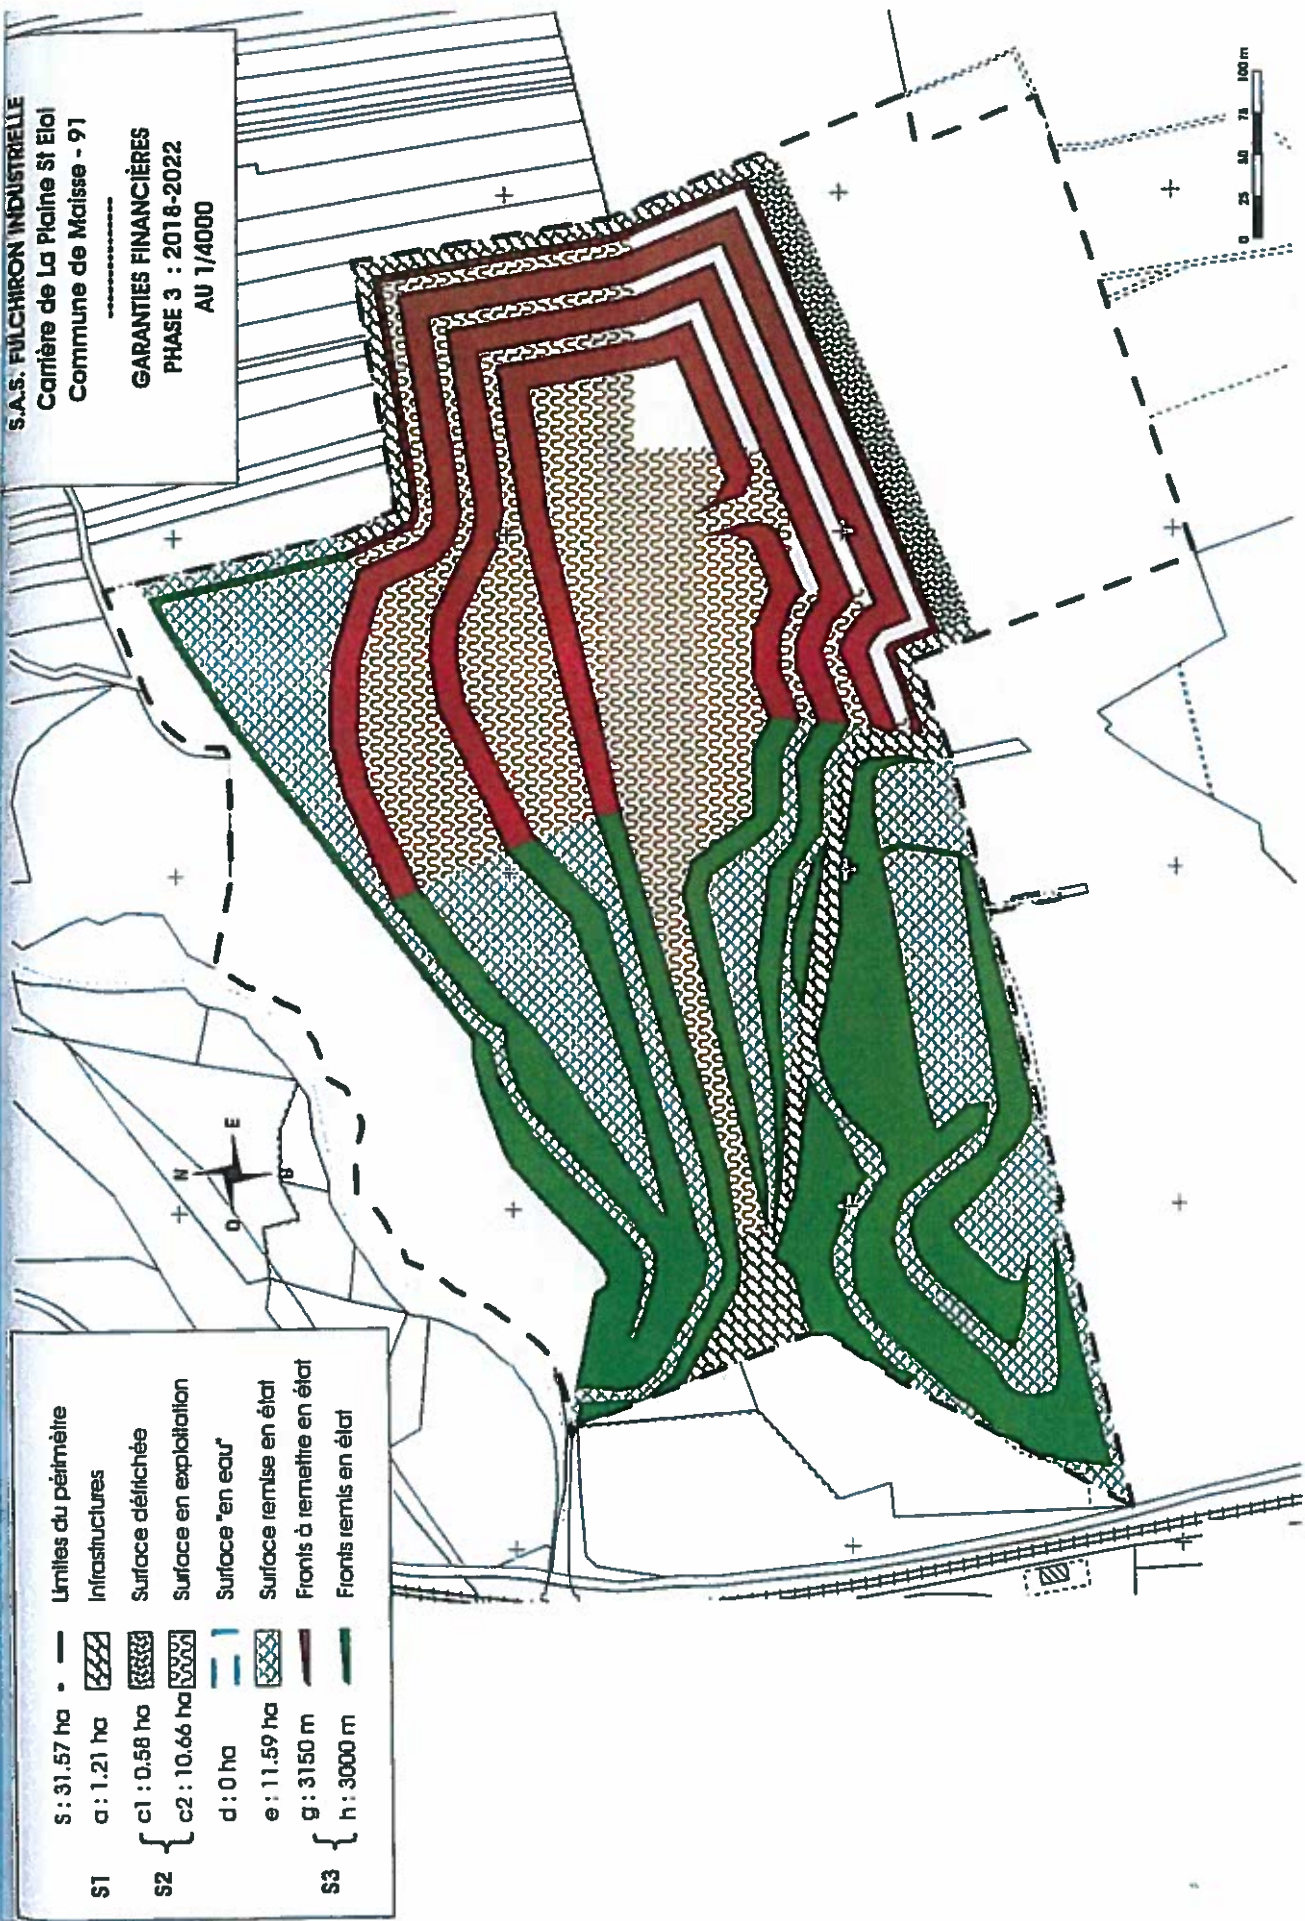 S.A.S. FULCHIRON INDUSTRIELLE
Carrière de La Plaine St Eloi
Commune de Maisse - 91
GARANTIES FINANCIÈRES
PHASE 3 : 2018-2022
AU 1/4000
0 25 50 75 100 m
N
E
S
O
S : 31.57 ha Limites du périmètre
S1 a : 1.21 ha Infrastructures
S2 { c1 : 0.58 ha Surface défrichée
c2 : 10.66 ha Surface en exploitation
d : 0 ha Surface "en eau"
e : 11.59 ha Surface remise en état
S3 { g : 3150 m Fronts à remettre en état
h : 3000 m Fronts remis en état